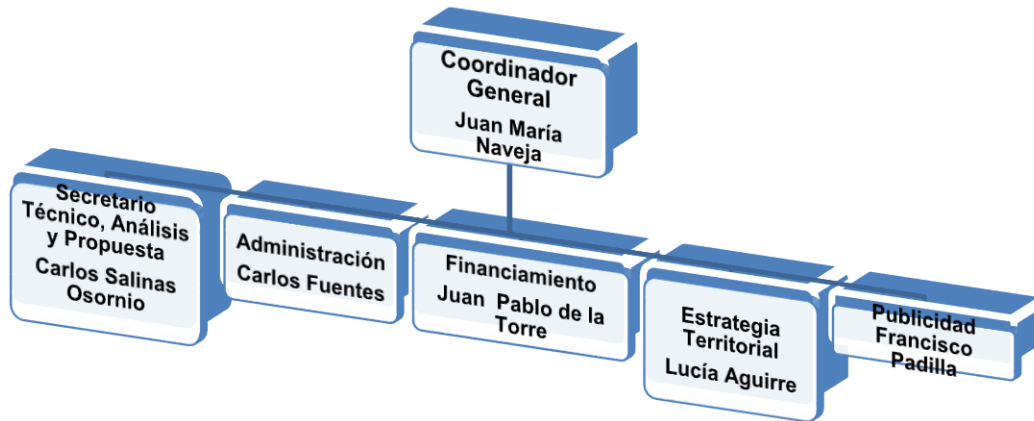 Coordinador
General
Juan María
Naveja
Secretario
Técnico, Análisis
y Propuesta
Carlos Salinas
Osornio
Administración
Carlos Fuentes
Financiamiento
Juan Pablo de la
Torre
Estrategia
Territorial
Lucía Aguirre
Publicidad
Francisco
Padilla